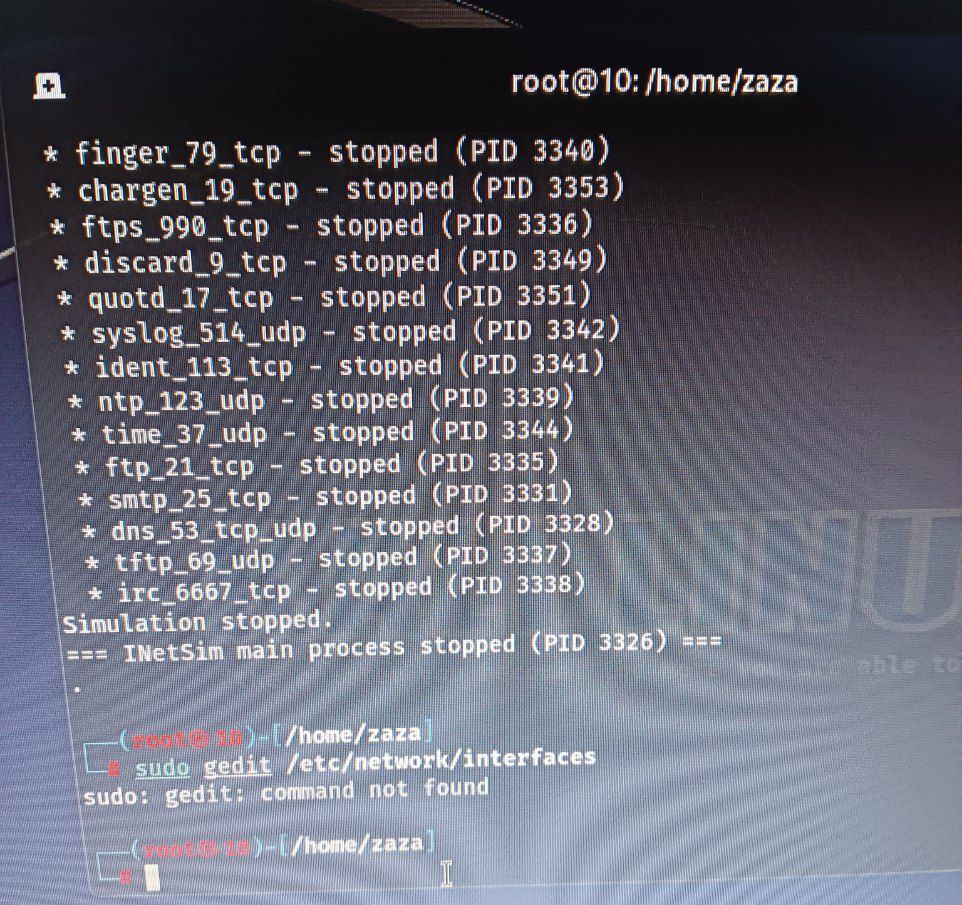 root@10: /home/zaza
* finger_79_tcp - stopped (PID 3340)
* chargen_19_tcp - stopped (PID 3353)
* ftps_990_tcp - stopped (PID 3336)
* discard_9_tcp - stopped (PID 3349)
* quotd_17_tcp - stopped (PID 3351)
* syslog_514_udp - stopped (PID 3342)
* ident_113_tcp - stopped (PID 3341)
* ntp_123_udp - stopped (PID 3339)
* time_37_udp - stopped (PID 3344)
* ftp_21_tcp - stopped (PID 3335)
* smtp_25_tcp - stopped (PID 3331)
* dns_53_tcp_udp - stopped (PID 3328)
* tftp_69_udp - stopped (PID 3337)
* irc_6667_tcp - stopped (PID 3338)
Simulation stopped.
=== INetSim main process stopped (PID 3326) ===
able to
.
┌──(root㉿10)-[/home/zaza]
└─# sudo gedit /etc/network/interfaces
sudo: gedit: command not found
┌──(root㉿10)-[/home/zaza]
└─#